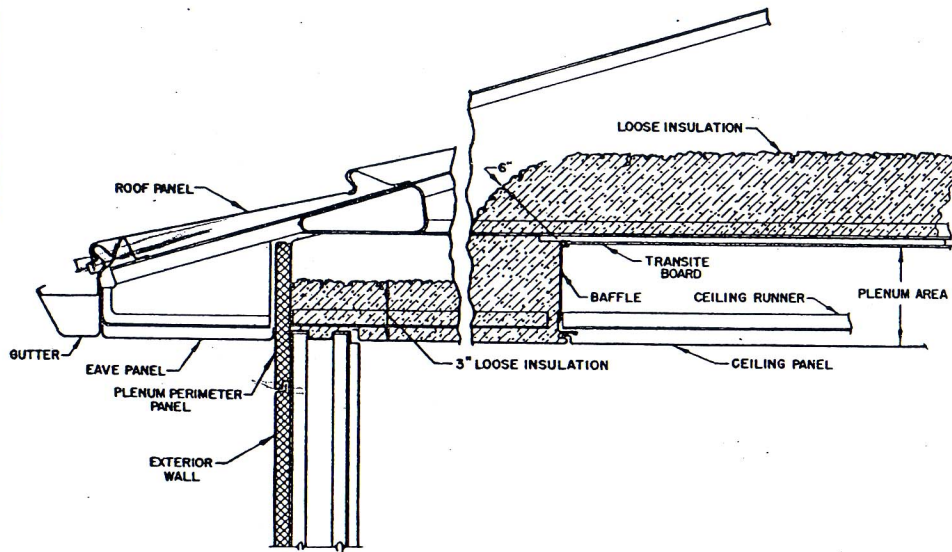 LOOSE INSULATION
6"
ROOF PANEL
TRANSITE
BOARD
BAFFLE
CEILING RUNNER
PLENUM AREA
GUTTER
EAVE PANEL
3" LOOSE INSULATION
CEILING PANEL
PLENUM PERIMETER
PANEL
EXTERIOR
WALL